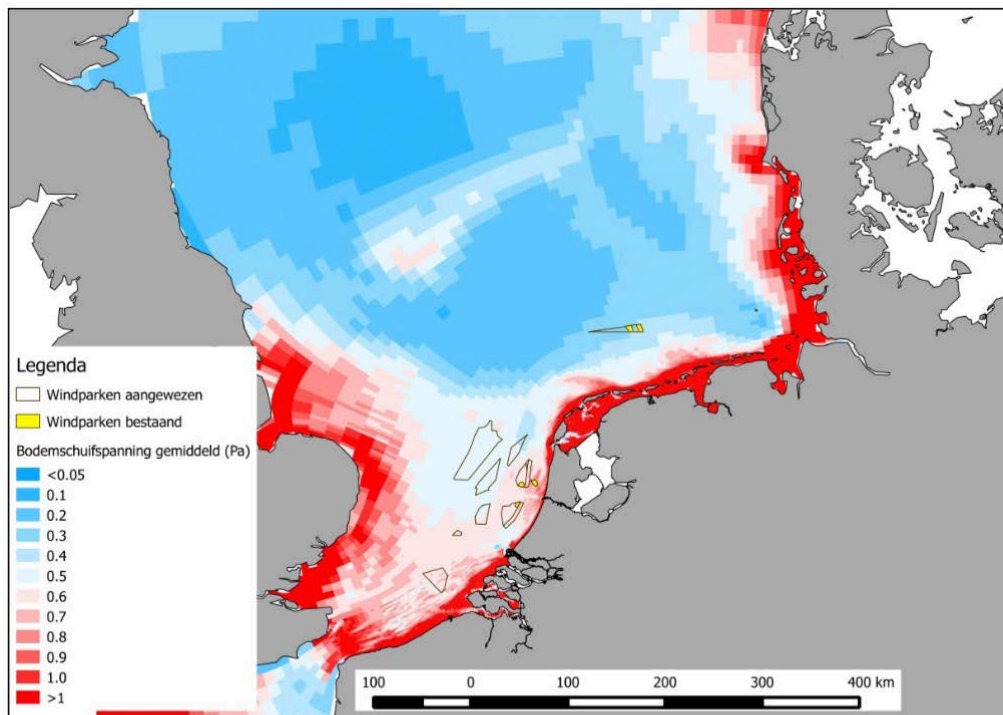 Legenda
Windparken aangewezen
Windparken bestaand
Bodemschuifspanning gemiddeld (Pa)
<0.05
0.1
0.2
0.3
0.4
0.5
0.6
0.7
0.8
0.9
1.0
>1
100 0 100 200 300 400 km